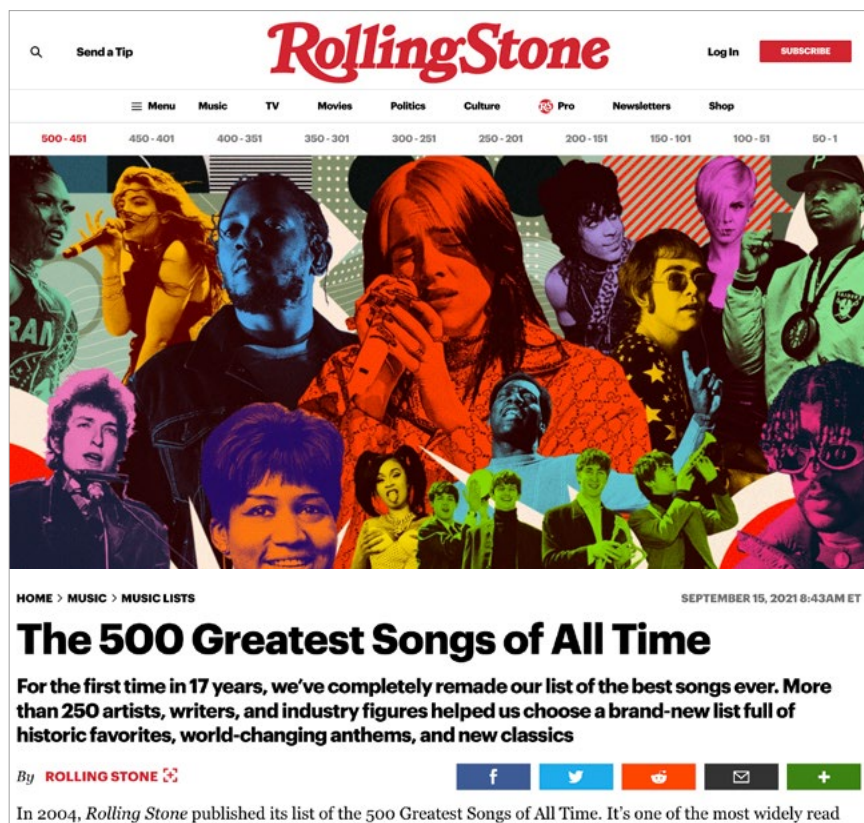 Send a Tip
RollingStone
Log In
SUBSCRIBE
Menu Music TV Movies Politics Culture RS Pro Newsletters Shop
500 - 451 450 - 401 400 - 351 350 - 301 300 - 251 250 - 201 200 - 151 150 - 101 100 - 51 50 - 1
RAN
P
RAIDERS
HOME > MUSIC > MUSIC LISTS
SEPTEMBER 15, 2021 8:43AM ET
The 500 Greatest Songs of All Time
For the first time in 17 years, we’ve completely remade our list of the best songs ever. More
than 250 artists, writers, and industry figures helped us choose a brand-new list full of
historic favorites, world-changing anthems, and new classics
By ROLLING STONE
In 2004, Rolling Stone published its list of the 500 Greatest Songs of All Time. It’s one of the most widely read